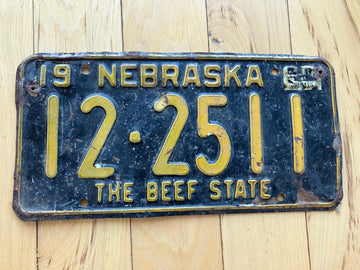 19 NEBRASKA
12·2511
THE BEEF STATE